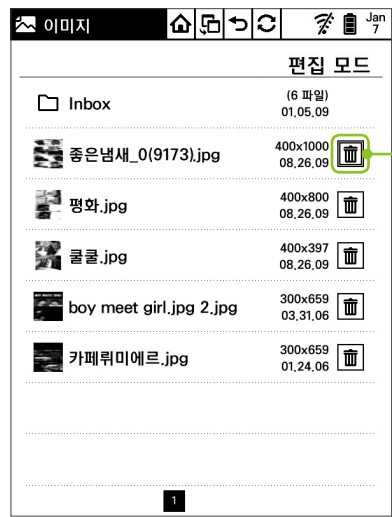 이미지
Jan
7
편집 모드
Inbox
(6 파일)
01.05.09
좋은냄새_0(9173).jpg
400x1000
08.26.09
평화.jpg
400x800
08.26.09
쿨쿨.jpg
400x397
08.26.09
boy meet girl.jpg 2.jpg
300x659
03.31.06
카페뤼미에르.jpg
300x659
01.24.06
1